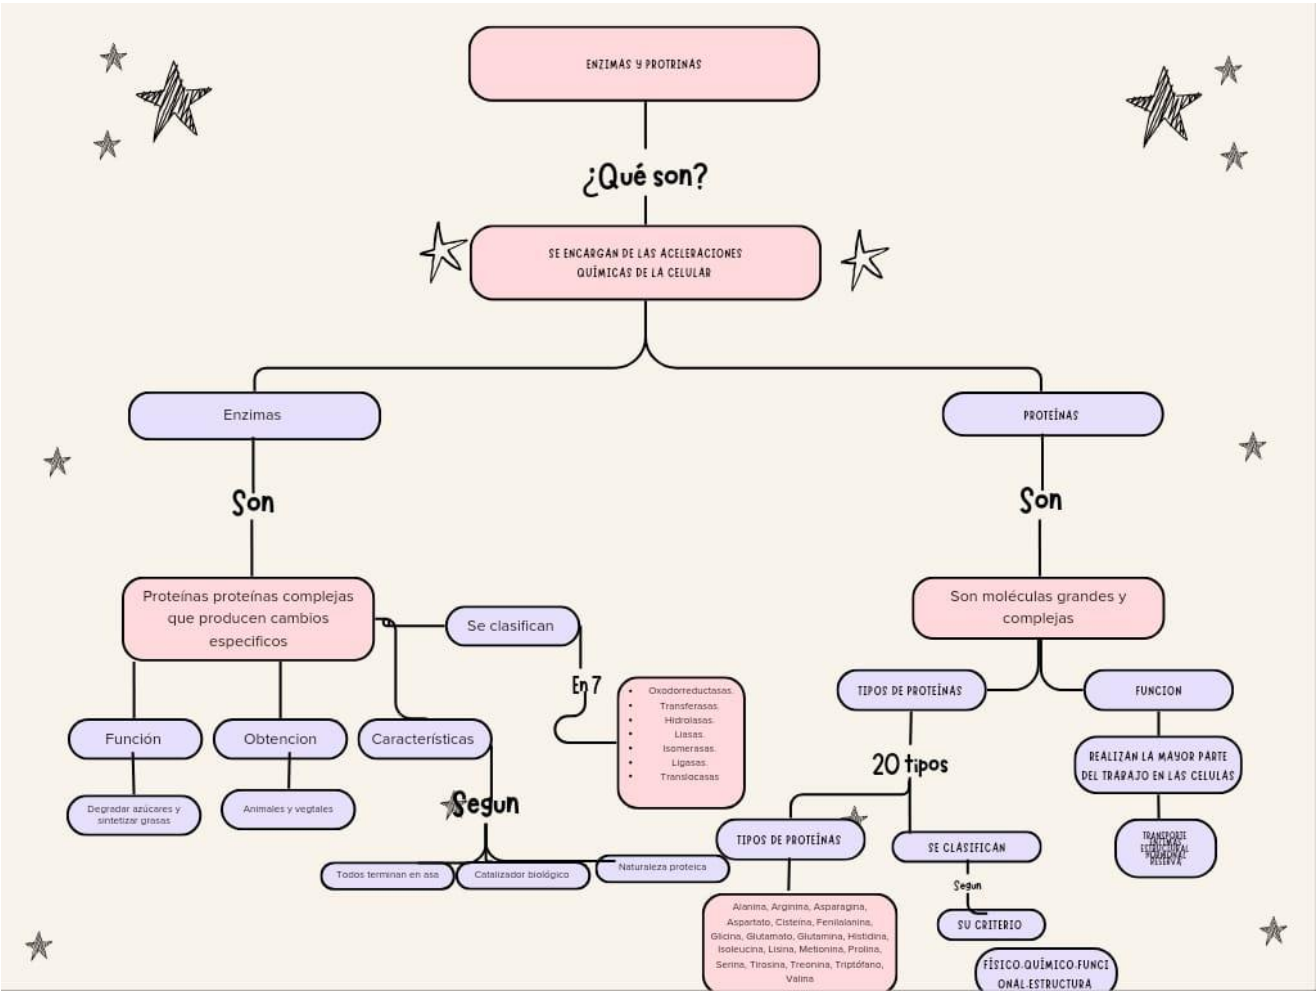 ENZIMAS Y PROTRINAS
¿Qué son?
SE ENCARGAN DE LAS ACELERACIONES
QUÍMICAS DE LA CELULAR
Enzimas
PROTEÍNAS
Son
Son
Proteínas proteínas complejas
que producen cambios
especificos
Son moléculas grandes y
complejas
Se clasifican
En 7
Oxodorreductasas.
Transferasas.
Hidrolasas.
Liasas.
Isomerasas.
Ligasas.
Translocasas
TIPOS DE PROTEÍNAS
FUNCION
Función
Obtencion
Características
Degradar azúcares y
sintetizar grasas
Animales y vegtales
Segun
Todos terminan en asa
Catalizador biológico
Naturaleza proteica
20 tipos
REALIZAN LA MAYOR PARTE
DEL TRABAJO EN LAS CELULAS
TIPOS DE PROTEÍNAS
SE CLASIFICAN
TRANSPORTE
ENZIMAS
ESTRUCTURAL
HORMONAL
RESERVA
Segun
SU CRITERIO
Alanina, Arginina, Asparagina,
Aspartato, Cisteína, Fenilalanina,
Glicina, Glutamato, Glutamina, Histidina,
Isoleucina, Lisina, Metionina, Prolina,
Serina, Tirosina, Treonina, Triptófano,
Valina
FÍSICO.QUÍMICO.FUNCI
ONAL.ESTRUCTURA